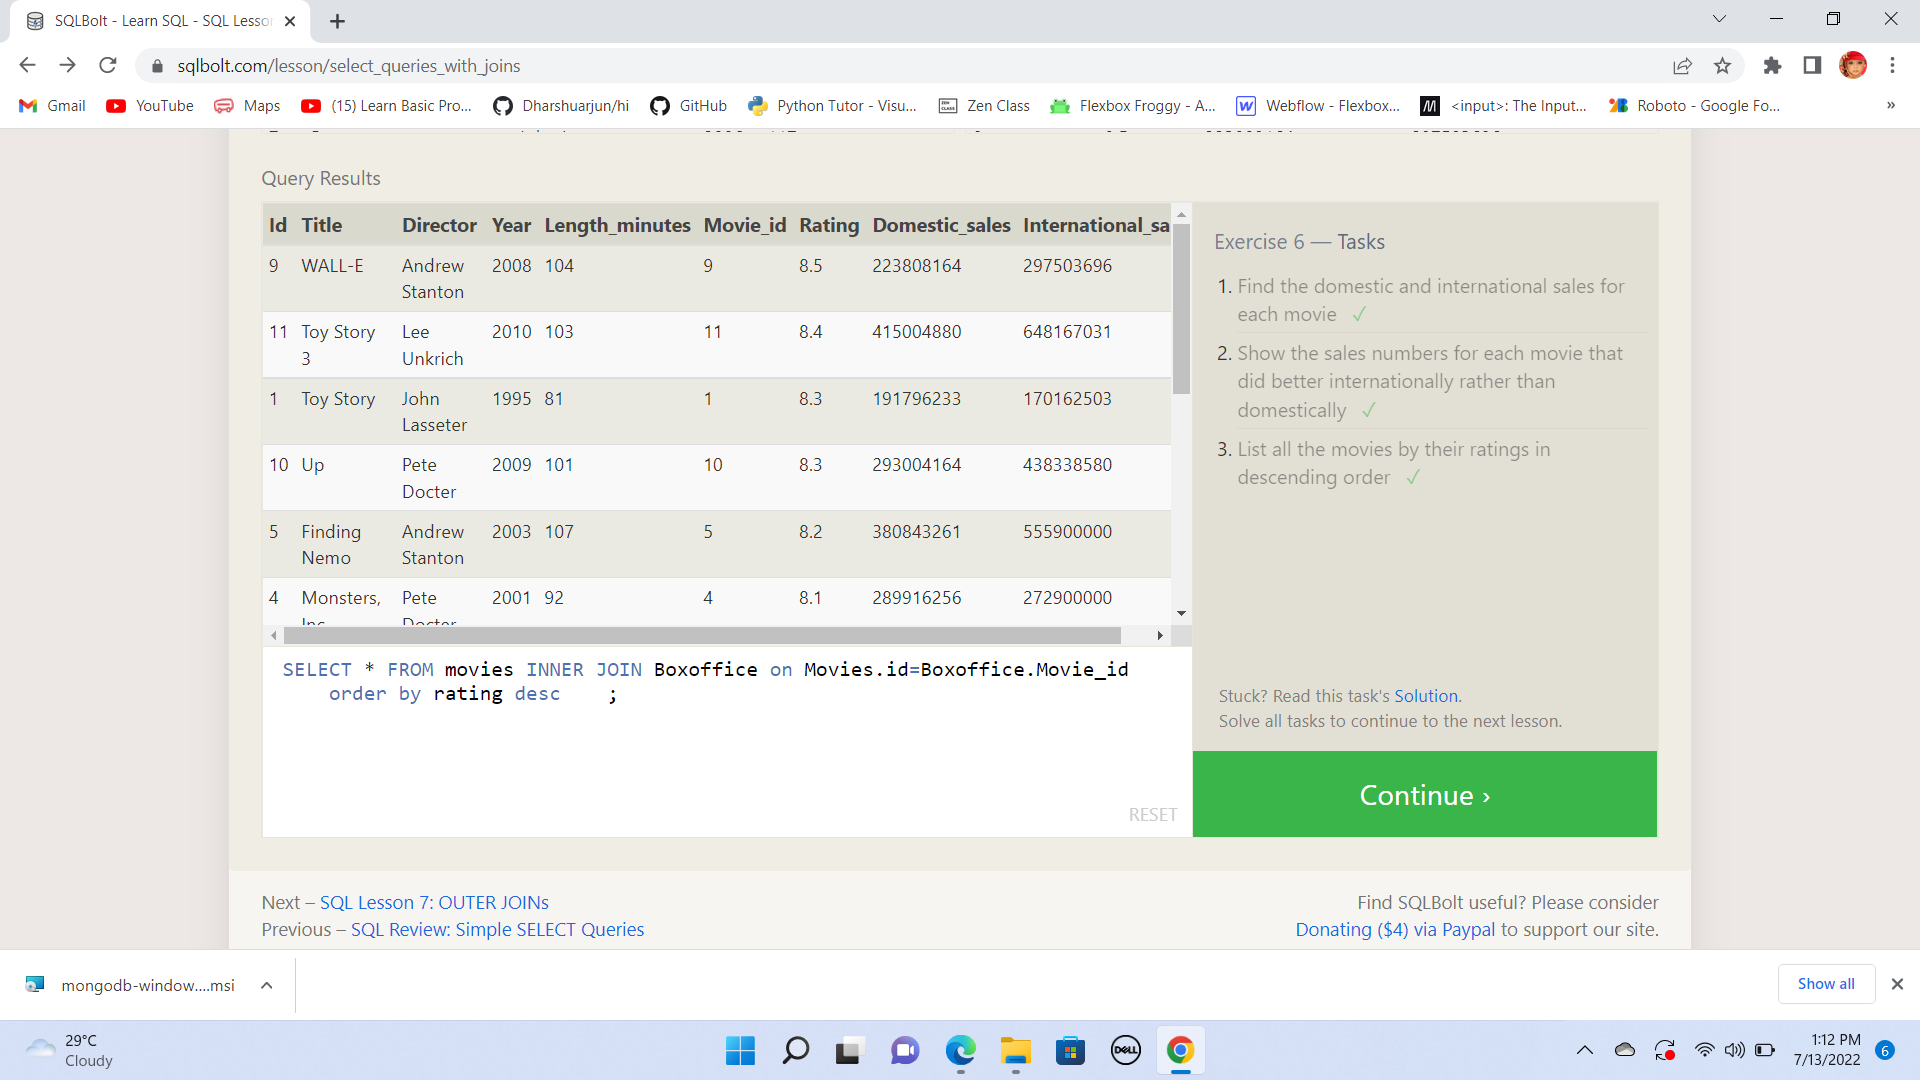 SQLBolt - Learn SQL - SQL Lesso
sqlbolt.com/lesson/select_queries_with_joins
Gmail YouTube Maps (15) Learn Basic Pro... Dharshuarjun/hi GitHub Python Tutor - Visu... Zen Class Flexbox Froggy - A... Webflow - Flexbox... <input>: The Input... Roboto - Google Fo... »
Query Results
Id Title Director Year Length_minutes Movie_id Rating Domestic_sales International_sa
9 WALL-E Andrew Stanton 2008 104 9 8.5 223808164 297503696
11 Toy Story 3 Lee Unkrich 2010 103 11 8.4 415004880 648167031
1 Toy Story John Lasseter 1995 81 1 8.3 191796233 170162503
10 Up Pete Docter 2009 101 10 8.3 293004164 438338580
5 Finding Nemo Andrew Stanton 2003 107 5 8.2 380843261 555900000
4 Monsters, Inc. Pete Docter 2001 92 4 8.1 289916256 272900000
SELECT * FROM movies INNER JOIN Boxoffice on Movies.id=Boxoffice.Movie_id
order by rating desc ;
RESET
Exercise 6 — Tasks
1. Find the domestic and international sales for
each movie ✓
2. Show the sales numbers for each movie that
did better internationally rather than
domestically ✓
3. List all the movies by their ratings in
descending order ✓
Stuck? Read this task's Solution.
Solve all tasks to continue to the next lesson.
Continue ›
Next – SQL Lesson 7: OUTER JOINs
Previous – SQL Review: Simple SELECT Queries
Find SQLBolt useful? Please consider
Donating ($4) via Paypal to support our site.
mongodb-window....msi
Show all
29°C
Cloudy
DELL
1:12 PM
7/13/2022
6